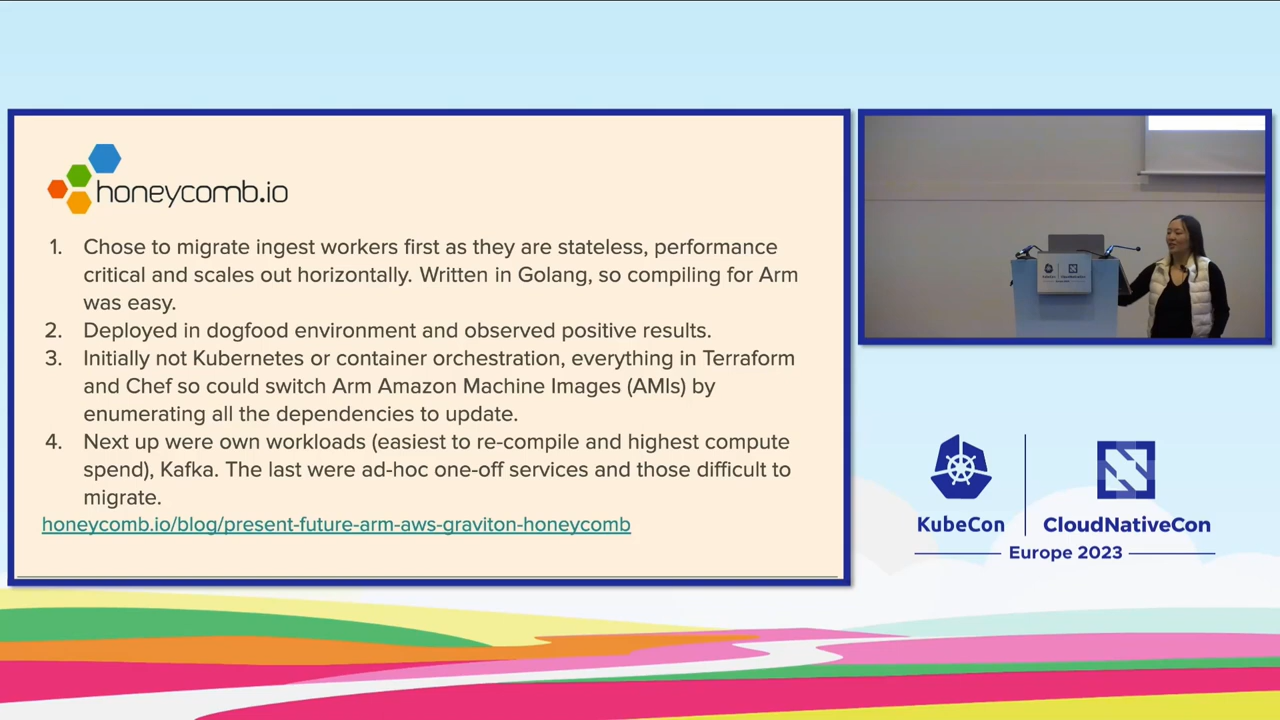 honeycomb.io
1. Chose to migrate ingest workers first as they are stateless, performance
critical and scales out horizontally. Written in Golang, so compiling for Arm
was easy.
2. Deployed in dogfood environment and observed positive results.
3. Initially not Kubernetes or container orchestration, everything in Terraform
and Chef so could switch Arm Amazon Machine Images (AMIs) by
enumerating all the dependencies to update.
4. Next up were own workloads (easiest to re-compile and highest compute
spend), Kafka. The last were ad-hoc one-off services and those difficult to
migrate.
honeycomb.io/blog/present-future-arm-aws-graviton-honeycomb
KubeCon CloudNativeCon
Europe 2023